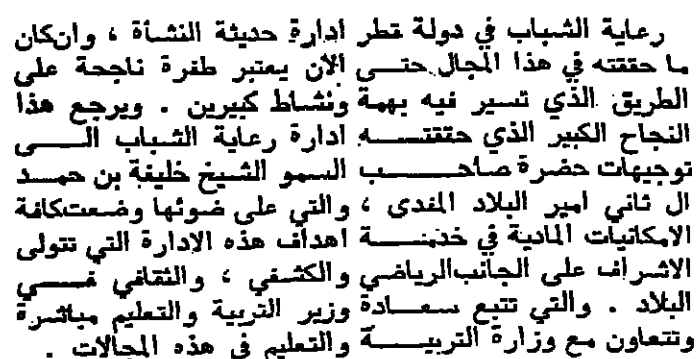 رعاية الشباب في دولة قطر ادارة حديثة النشأة ، وان كان
ما حققته في هذا المجال حتى الان يعتبر طفرة ناجحة على
الطريق الذي تسير فيه بهمة ونشاط كبيرين . ويرجع هذا
النجاح الكبير الذي حققته ادارة رعاية الشباب الى
توجيهات حضرة صاحب السمو الشيخ خليفة بن حمد
ال ثاني امير البلاد المفدى ، والتي على ضوئها وضعت كافة
الامكانيات المادية في خدمة اهداف هذه الادارة التي تتولى
الاشراف على الجانب الرياضي والكشفي ، والثقافي في
البلاد . والتي تتبع سعادة وزير التربية والتعليم مباشرة
وتتعاون مع وزارة التربية والتعليم في هذه المجالات .